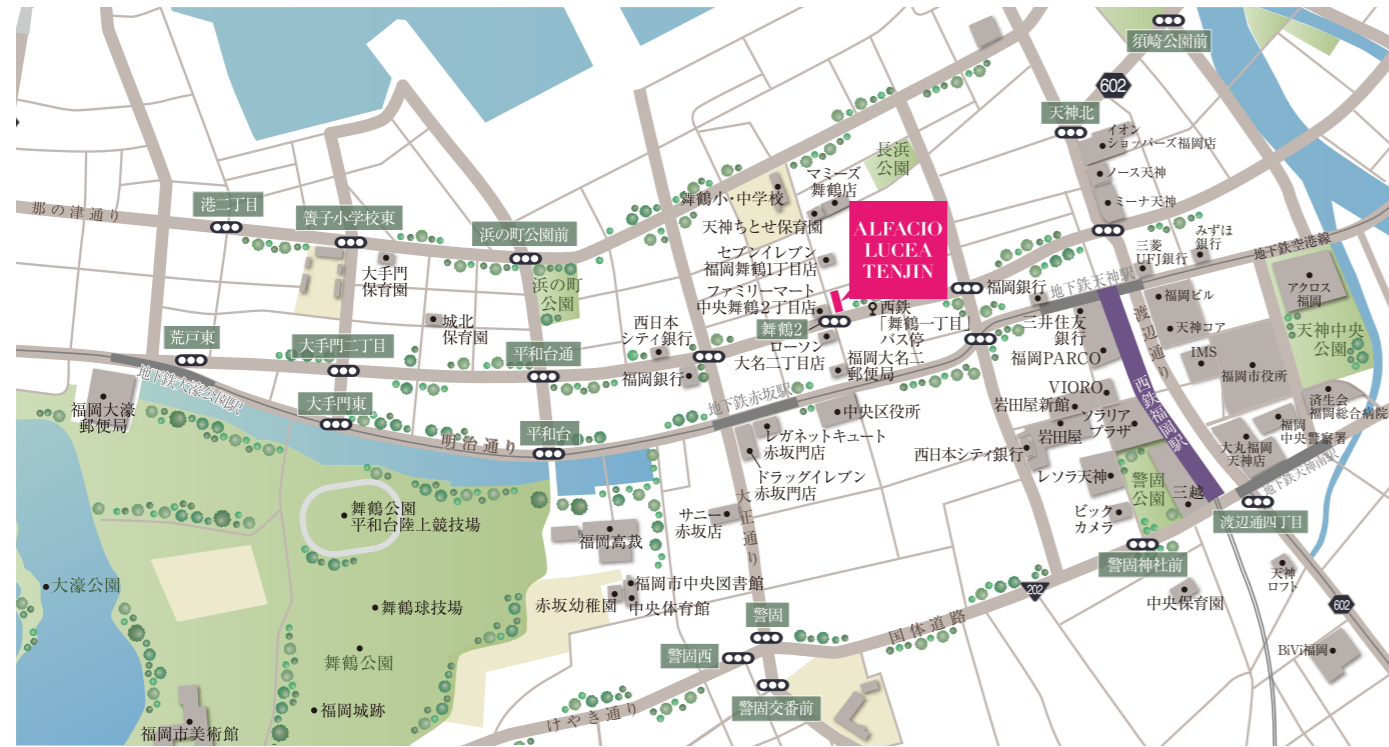 須崎公園前
602
天神北
イオン
ショッパーズ福岡店
ノース天神
ミーナ天神
長浜
公園
マミーズ
舞鶴店
舞鶴小・中学校
天神ちとせ保育園
セブンイレブン
福岡舞鶴1丁目店
ファミリーマート
中央舞鶴2丁目店
ALFACIO
LUCEA
TENJIN
那の津通り
港二丁目
簀子小学校東
浜の町公園前
大手門
保育園
浜の町
公園
城北
保育園
荒戸東
大手門二丁目
平和台通
西日本
シティ銀行
福岡銀行
舞鶴2
ローソン
大名二丁目店
西鉄
「舞鶴一丁目」
バス停
福岡大名二
郵便局
福岡銀行
地下鉄天神駅
三菱
UFJ銀行
みずほ
銀行
地下鉄空港線
三井住友
銀行
福岡PARCO
渡辺通り
福岡ビル
天神コア
IMS
福岡市役所
アクロス
福岡
天神中央
公園
済生会
福岡総合病院
福岡
中央警察署
大丸福岡
天神店
地下鉄天神南駅
VIORO
岩田屋新館
岩田屋
ソラリア
プラザ
西鉄福岡駅
西日本シティ銀行
レソラ天神
警固
公園
三越
ビック
カメラ
渡辺通四丁目
警固神社前
天神
ロフト
中央保育園
602
BiVi福岡
202
国体道路
地下鉄大濠公園駅
福岡大濠
郵便局
大手門東
明治通り
平和台
地下鉄赤坂駅
中央区役所
レガネットキュート
赤坂門店
ドラッグイレブン
赤坂門店
大正通り
サニー
赤坂店
舞鶴公園
平和台陸上競技場
福岡高裁
福岡市中央図書館
赤坂幼稚園
中央体育館
大濠公園
舞鶴球技場
舞鶴公園
福岡城跡
福岡市美術館
警固
警固西
警固交番前
けやき通り